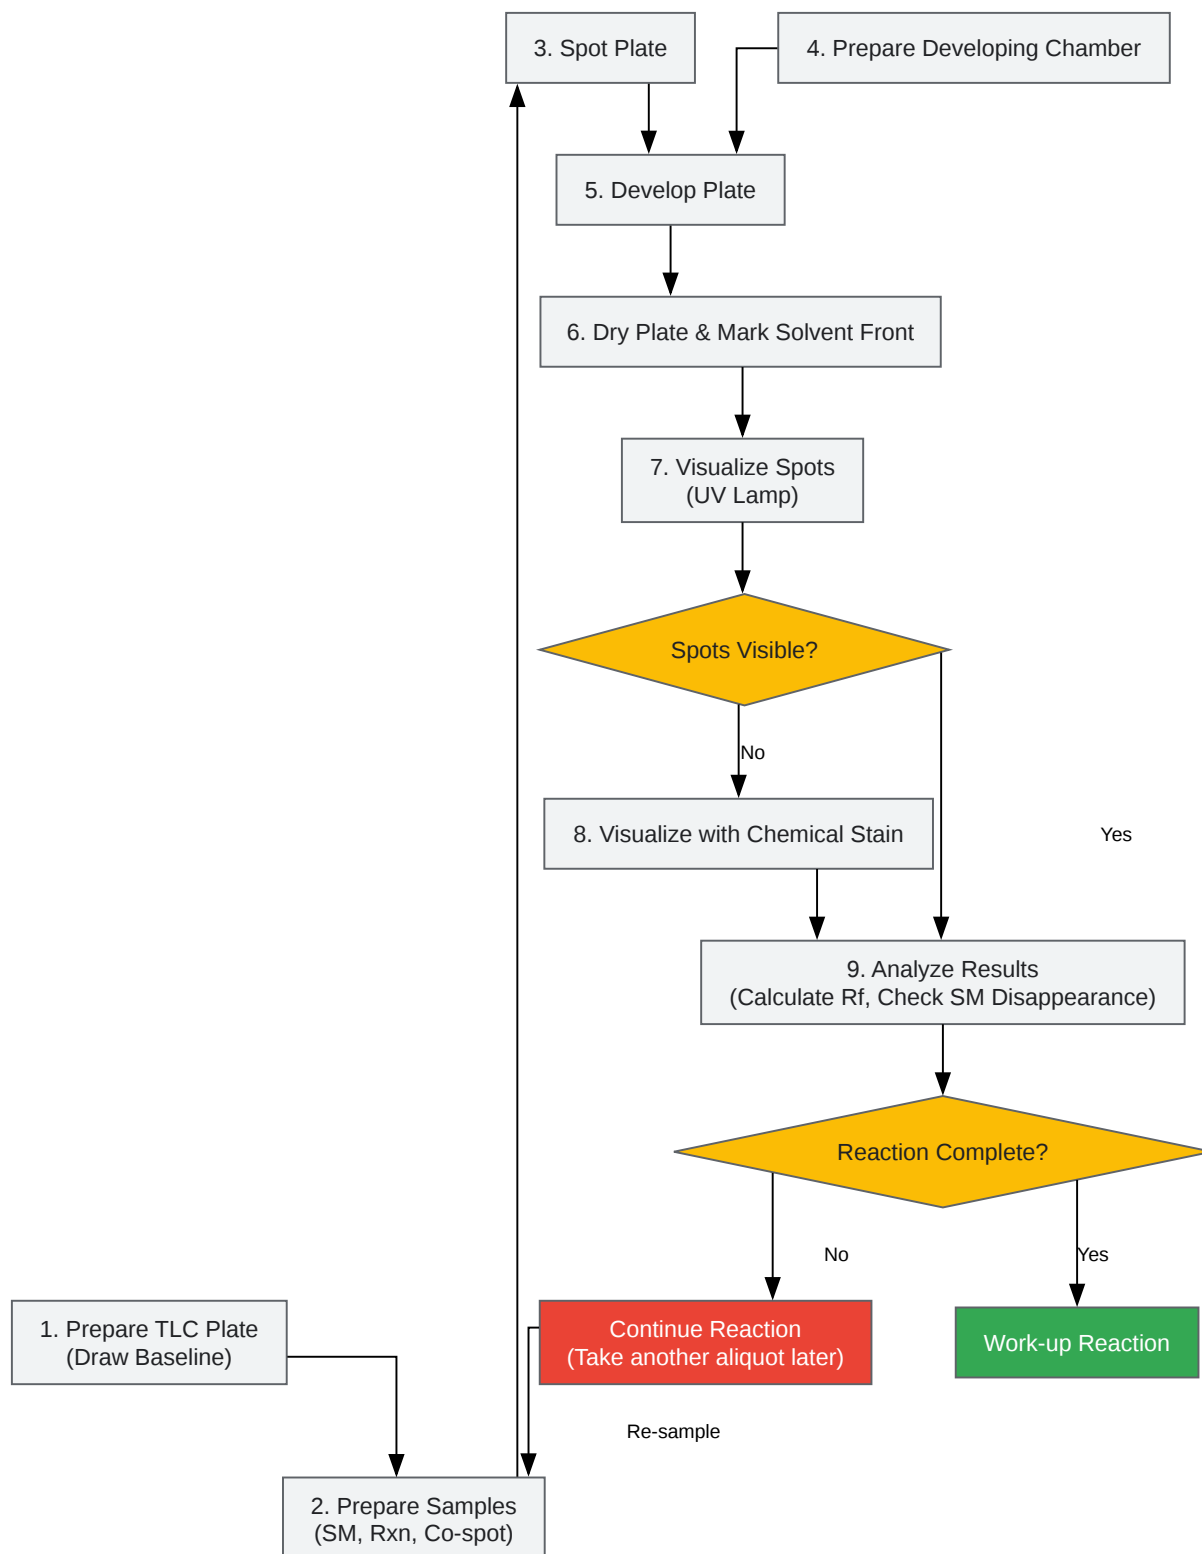 3. Spot Plate
4. Prepare Developing Chamber
5. Develop Plate
6. Dry Plate & Mark Solvent Front
7. Visualize Spots
(UV Lamp)
Spots Visible?
No
8. Visualize with Chemical Stain
Yes
9. Analyze Results
(Calculate Rf, Check SM Disappearance)
Reaction Complete?
No
Yes
1. Prepare TLC Plate
(Draw Baseline)
Continue Reaction
(Take another aliquot later)
Work-up Reaction
Re-sample
2. Prepare Samples
(SM, Rxn, Co-spot)